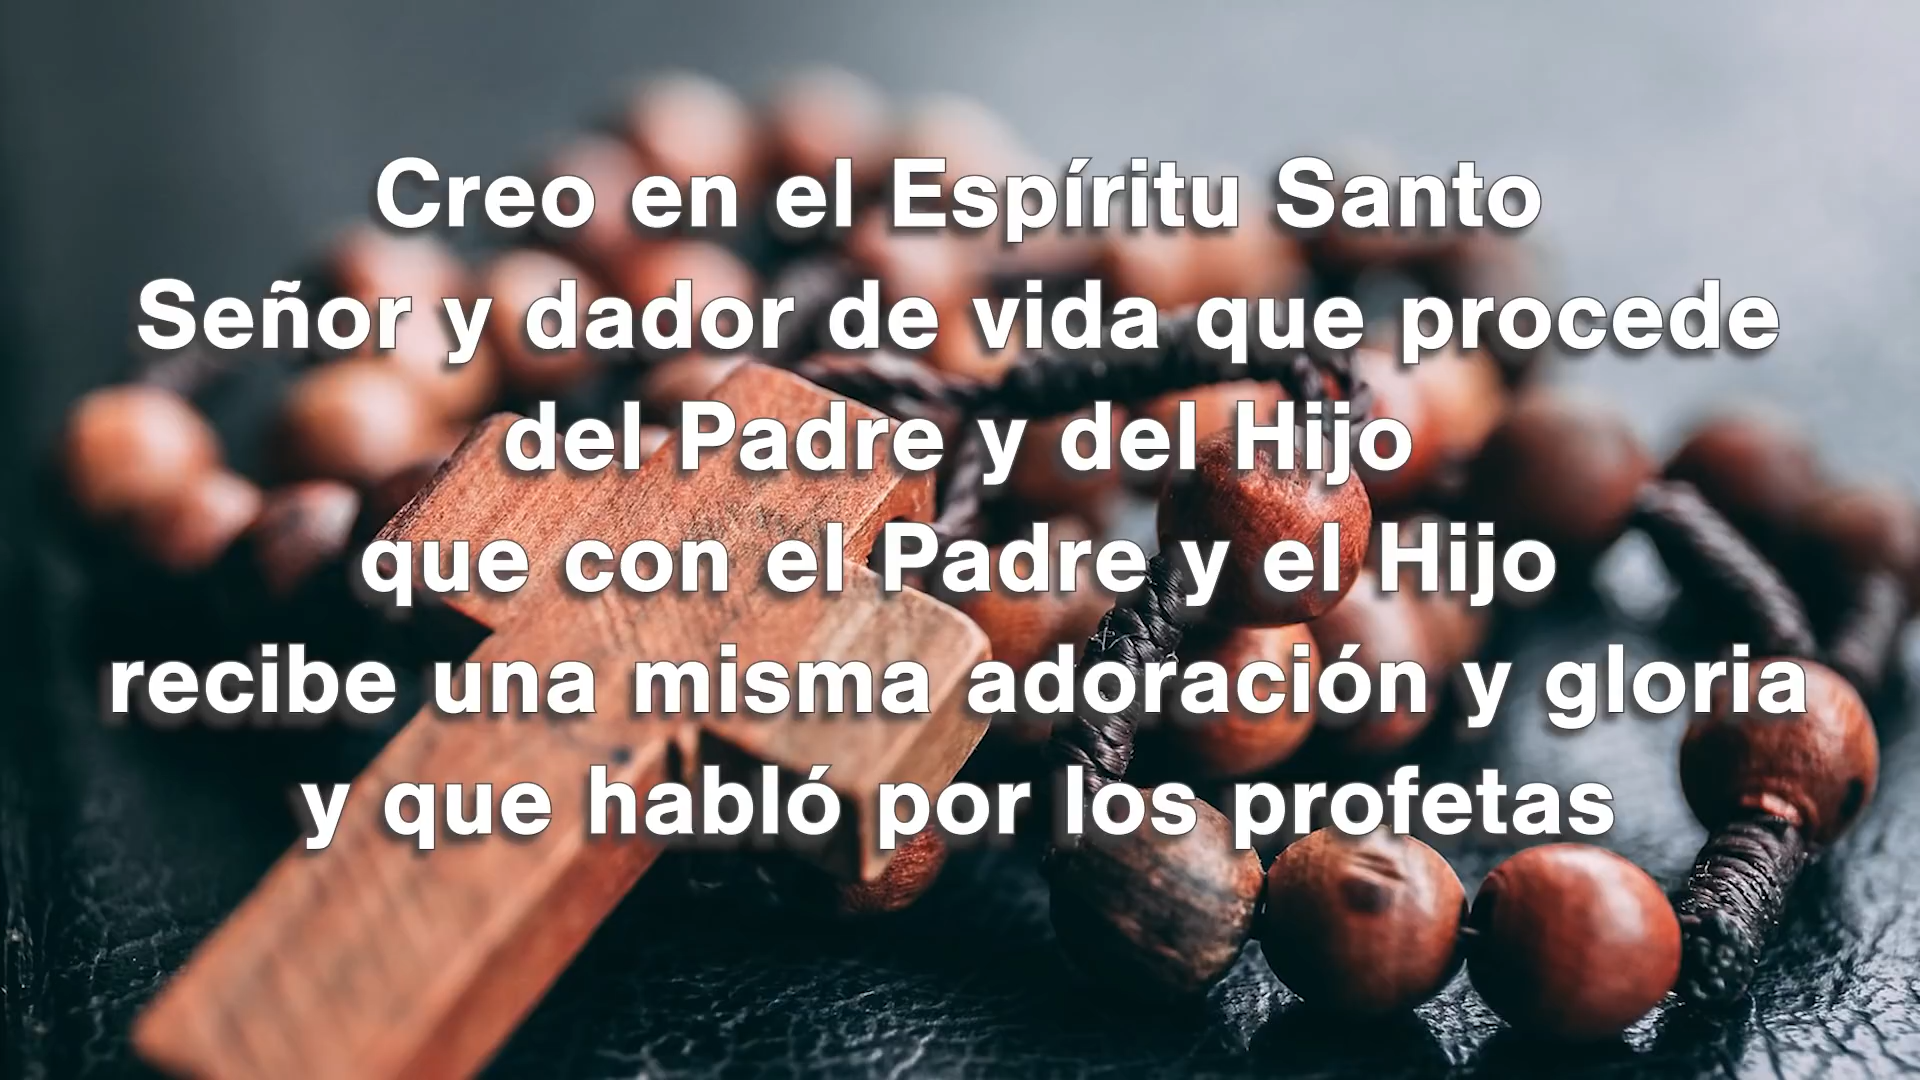 Creo en el Espíritu Santo
Señor y dador de vida que procede
del Padre y del Hijo
que con el Padre y el Hijo
recibe una misma adoración y gloria
y que habló por los profetas